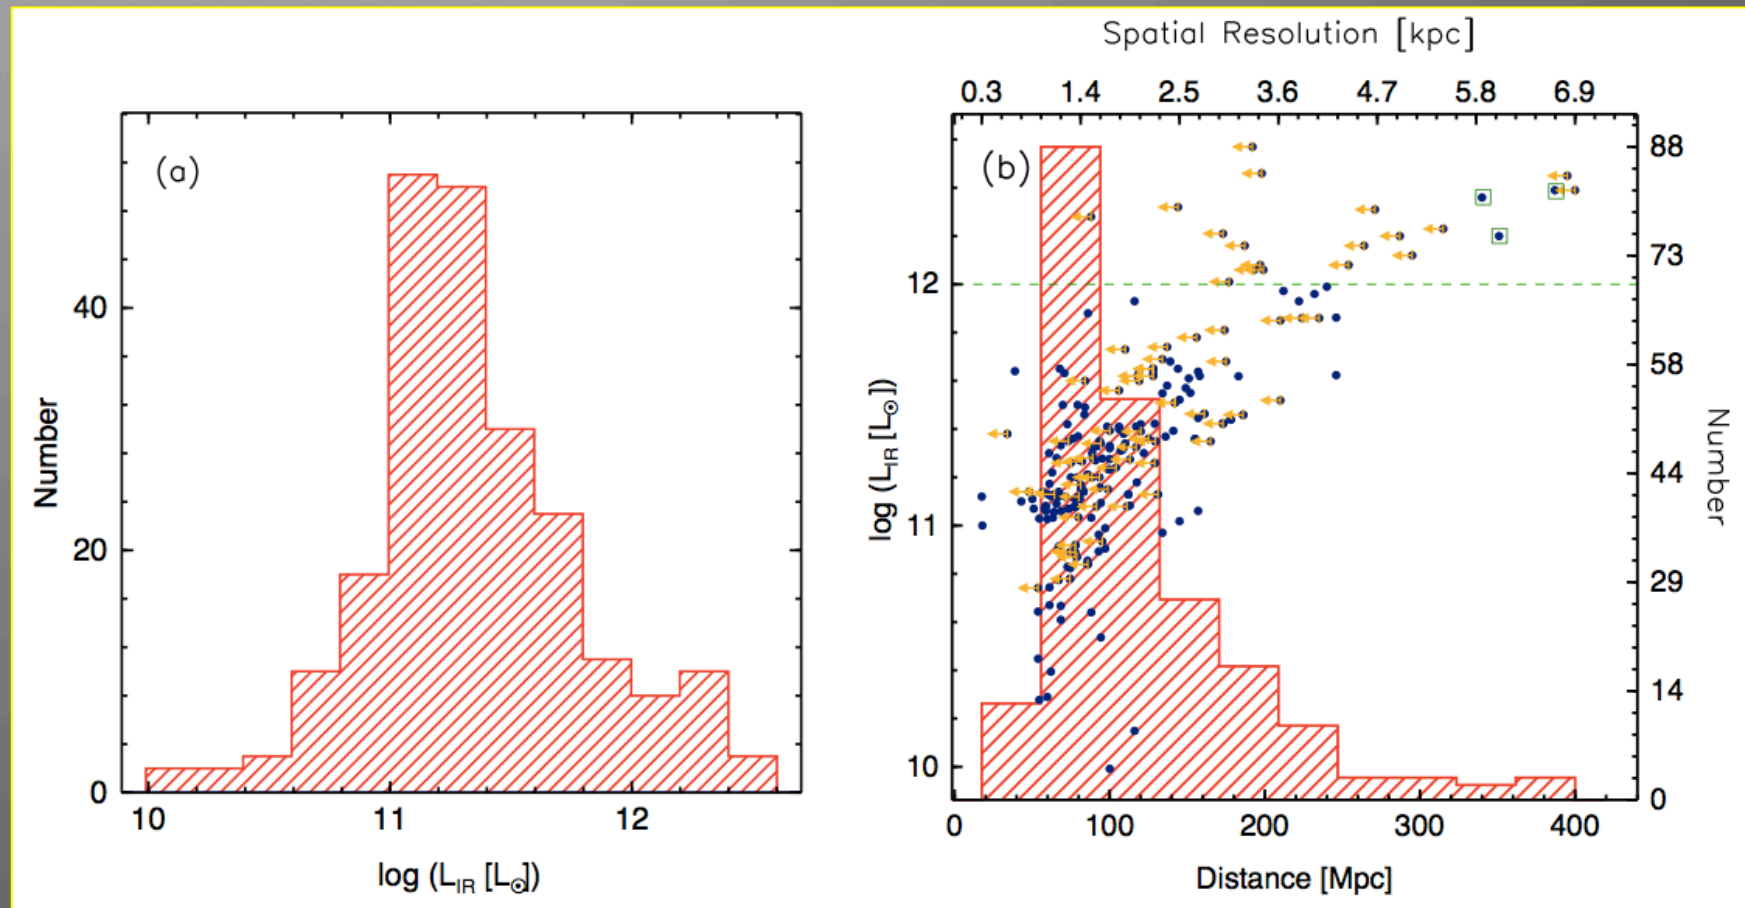 (a)
40
20
0
Number
10 11 12
log (L_IR [L_⊙])
Spatial Resolution [kpc]
0.3 1.4 2.5 3.6 4.7 5.8 6.9
(b)
12
11
10
log (L_IR [L_⊙])
88
73
58
44
29
14
0
Number
0 100 200 300 400
Distance [Mpc]